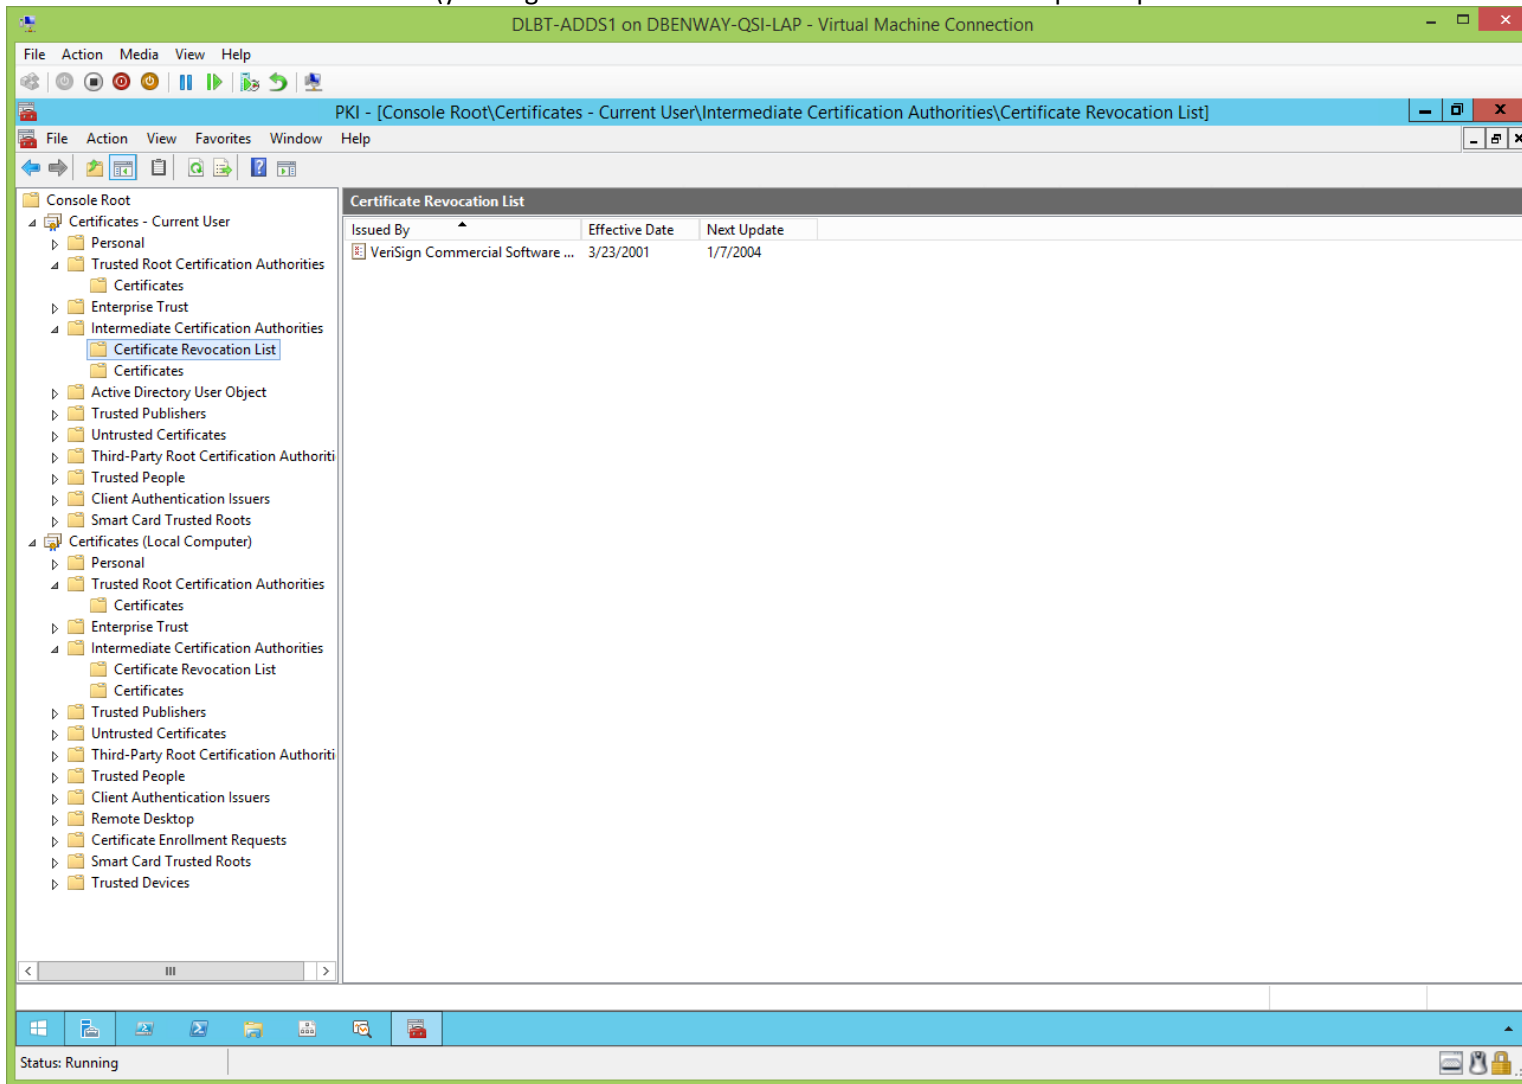 DLBT-ADDS1 on DBENWAY-QSI-LAP - Virtual Machine Connection
File Action Media View Help
PKI - [Console Root\Certificates - Current User\Intermediate Certification Authorities\Certificate Revocation List]
File Action View Favorites Window Help
Console Root
Certificates - Current User
Personal
Trusted Root Certification Authorities
Certificates
Enterprise Trust
Intermediate Certification Authorities
Certificate Revocation List
Certificates
Active Directory User Object
Trusted Publishers
Untrusted Certificates
Third-Party Root Certification Authoriti
Trusted People
Client Authentication Issuers
Smart Card Trusted Roots
Certificates (Local Computer)
Personal
Trusted Root Certification Authorities
Certificates
Enterprise Trust
Intermediate Certification Authorities
Certificate Revocation List
Certificates
Trusted Publishers
Untrusted Certificates
Third-Party Root Certification Authoriti
Trusted People
Client Authentication Issuers
Remote Desktop
Certificate Enrollment Requests
Smart Card Trusted Roots
Trusted Devices
Certificate Revocation List
Issued By Effective Date Next Update
VeriSign Commercial Software ... 3/23/2001 1/7/2004
Status: Running